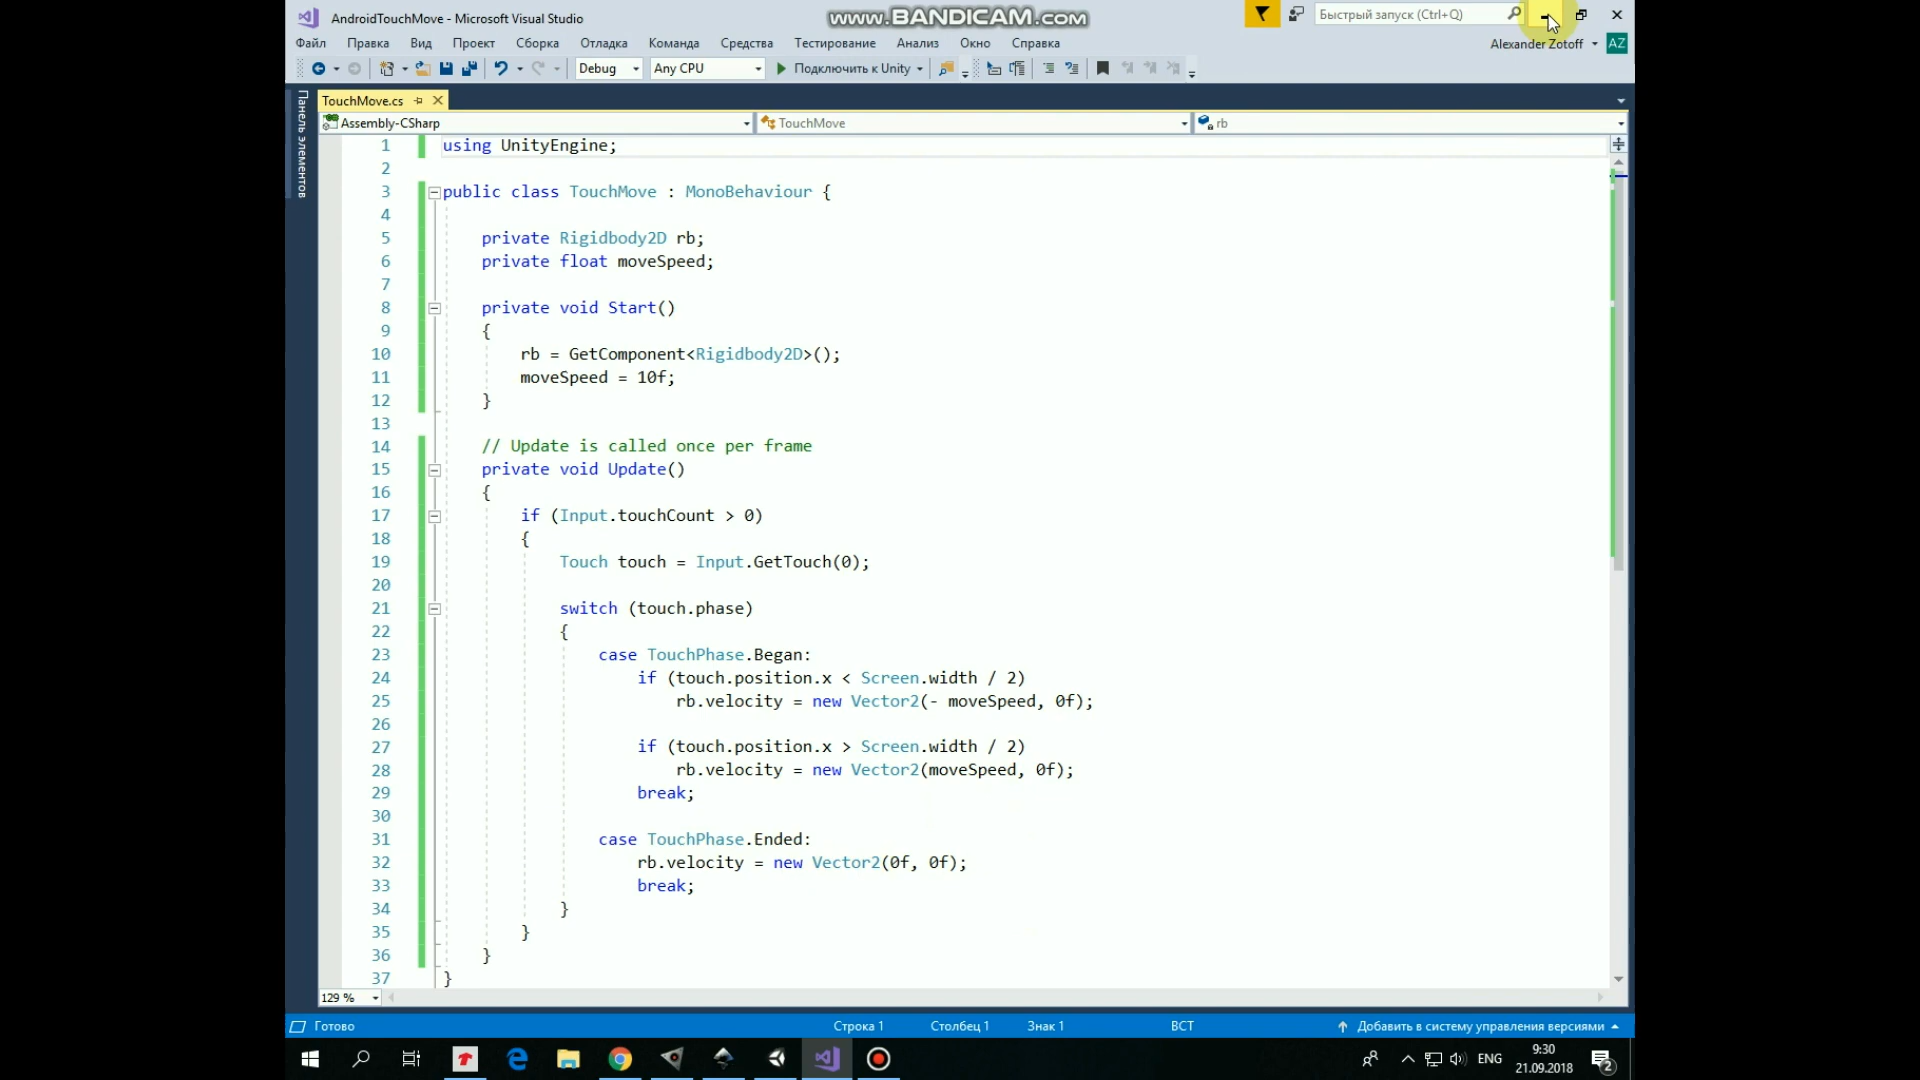 AndroidTouchMove - Microsoft Visual Studio
www.BANDICAM.com
Быстрый запуск (Ctrl+Q)
Файл Правка Вид Проект Сборка Отладка Команда Средства Тестирование Анализ Окно Справка
Alexander Zotoff AZ
Debug Any CPU Подключить к Unity
Панель элементов
TouchMove.cs
Assembly-CSharp TouchMove rb
1 using UnityEngine;
2
3 public class TouchMove : MonoBehaviour {
4
5 private Rigidbody2D rb;
6 private float moveSpeed;
7
8 private void Start()
9 {
10 rb = GetComponent<Rigidbody2D>();
11 moveSpeed = 10f;
12 }
13
14 // Update is called once per frame
15 private void Update()
16 {
17 if (Input.touchCount > 0)
18 {
19 Touch touch = Input.GetTouch(0);
20
21 switch (touch.phase)
22 {
23 case TouchPhase.Began:
24 if (touch.position.x < Screen.width / 2)
25 rb.velocity = new Vector2(- moveSpeed, 0f);
26
27 if (touch.position.x > Screen.width / 2)
28 rb.velocity = new Vector2(moveSpeed, 0f);
29 break;
30
31 case TouchPhase.Ended:
32 rb.velocity = new Vector2(0f, 0f);
33 break;
34 }
35 }
36 }
37 }
129 %
Готово Строка 1 Столбец 1 Знак 1 ВСТ Добавить в систему управления версиями
ENG 9:30
21.09.2018 2